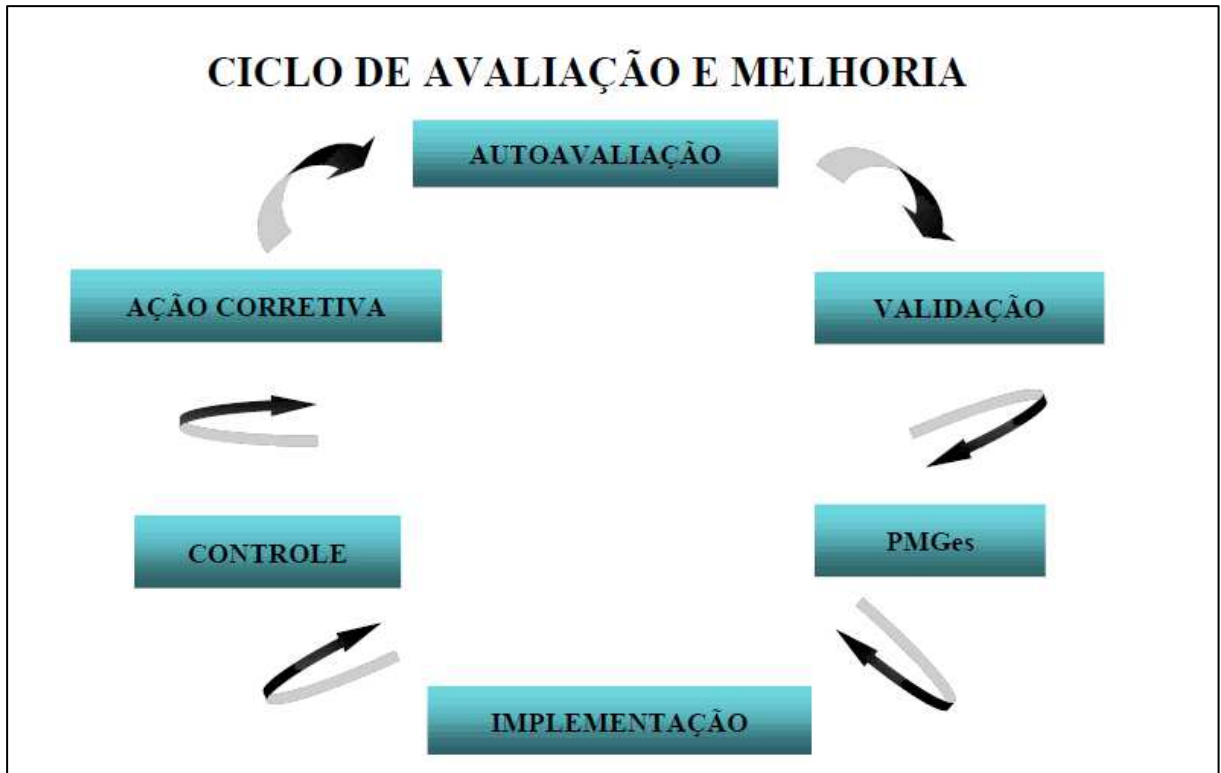 CICLO DE AVALIAÇÃO E MELHORIA
AUTOAVALIAÇÃO
VALIDAÇÃO
PMGes
IMPLEMENTAÇÃO
CONTROLE
AÇÃO CORRETIVA